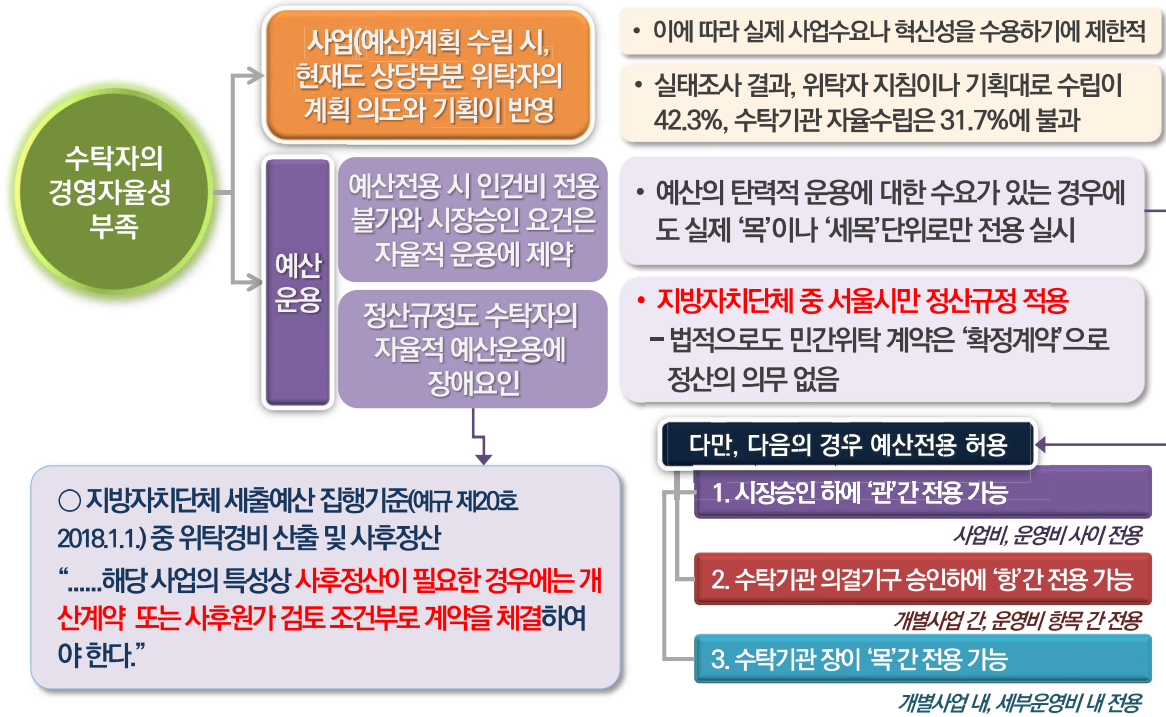 수탁자의
경영자율성
부족
사업(예산)계획 수립 시,
현재도 상당부분 위탁자의
계획 의도와 기획이 반영
• 이에 따라 실제 사업수요나 혁신성을 수용하기에 제한적
• 실태조사 결과, 위탁자 지침이나 기획대로 수립이
42.3%, 수탁기관 자율수립은 31.7%에 불과
예산
운용
예산전용 시 인건비 전용
불가와 시장승인 요건은
자율적 운용에 제약
• 예산의 탄력적 운용에 대한 수요가 있는 경우에
도 실제 ‘목’이나 ‘세목’단위로만 전용 실시
정산규정도 수탁자의
자율적 예산운용에
장애요인
• 지방자치단체 중 서울시만 정산규정 적용
– 법적으로도 민간위탁 계약은 ‘확정계약’으로
정산의 의무 없음
○ 지방자치단체 세출예산 집행기준(예규 제20호
2018.1.1.) 중 위탁경비 산출 및 사후정산
“......해당 사업의 특성상 사후정산이 필요한 경우에는 개
산계약 또는 사후원가 검토 조건부로 계약을 체결하여
야 한다.”
다만, 다음의 경우 예산전용 허용
1. 시장승인 하에 ‘관’간 전용 가능
사업비, 운영비 사이 전용
2. 수탁기관 의결기구 승인하에 ‘항’간 전용 가능
개별사업 간, 운영비 항목 간 전용
3. 수탁기관 장이 ‘목’간 전용 가능
개별사업 내, 세부운영비 내 전용